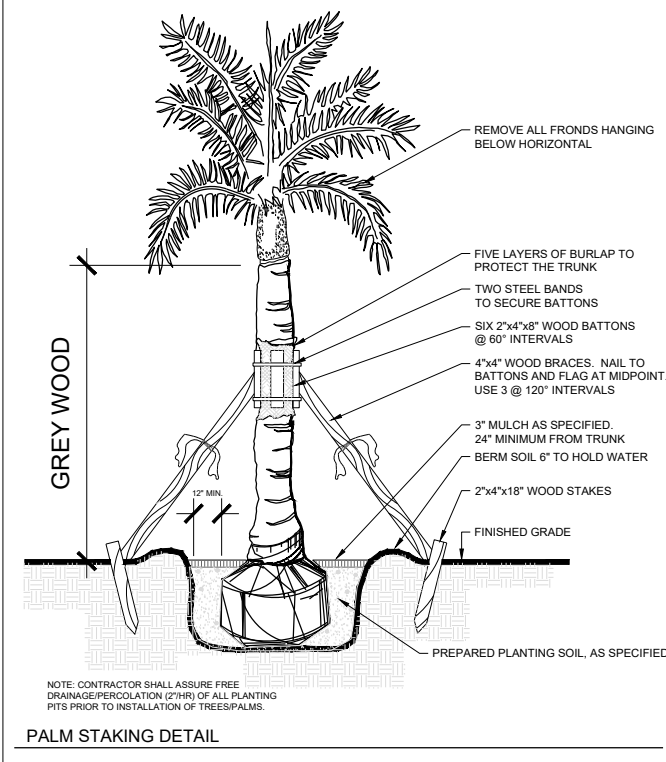 REMOVE ALL FRONDS HANGING
BELOW HORIZONTAL
FIVE LAYERS OF BURLAP TO
PROTECT THE TRUNK
TWO STEEL BANDS
TO SECURE BATTONS
SIX 2"x4"x8" WOOD BATTONS
@ 60° INTERVALS
4"x4" WOOD BRACES. NAIL TO
BATTONS AND FLAG AT MIDPOINT.
USE 3 @ 120° INTERVALS
GREY WOOD
3" MULCH AS SPECIFIED.
24" MINIMUM FROM TRUNK
BERM SOIL 6" TO HOLD WATER
12" MIN.
2"x4"x18" WOOD STAKES
FINISHED GRADE
PREPARED PLANTING SOIL, AS SPECIFIED
NOTE: CONTRACTOR SHALL ASSURE FREE
DRAINAGE/PERCOLATION (2"/HR) OF ALL PLANTING
PITS PRIOR TO INSTALLATION OF TREES/PALMS.
PALM STAKING DETAIL